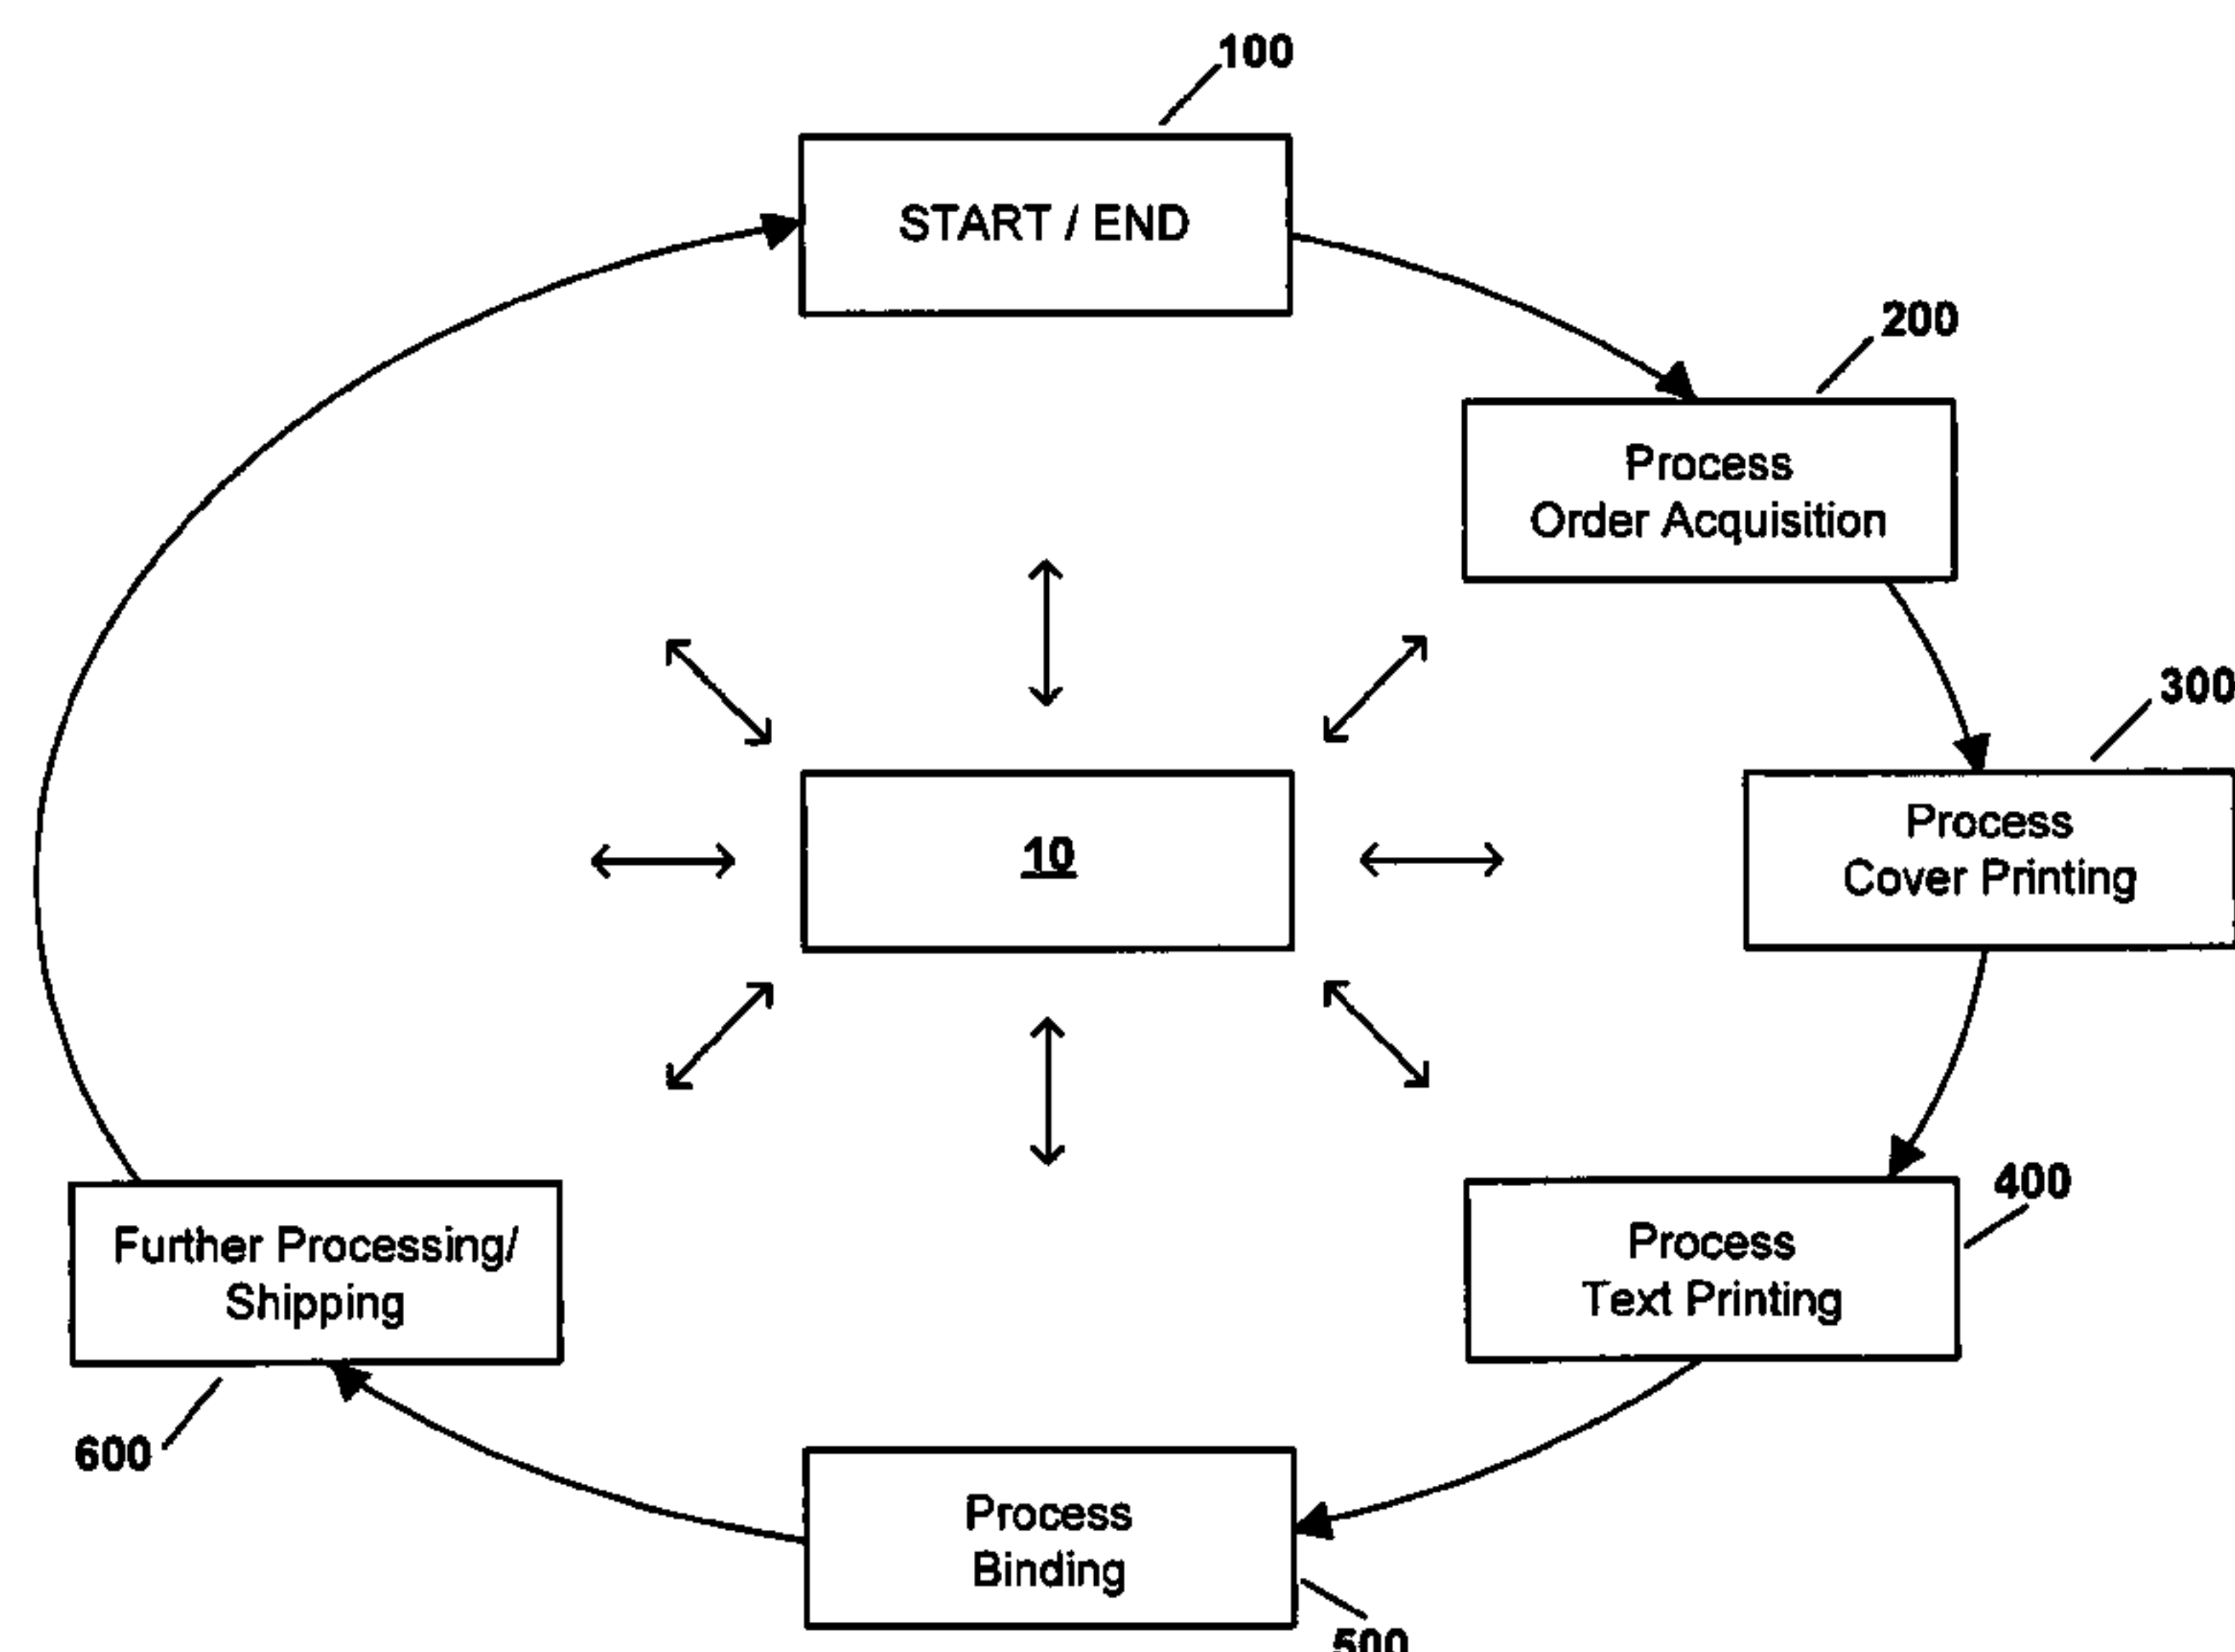 100
START / END
200
Process
Order Acquisition
300
Process
Cover Printing
10
400
Process
Text Printing
Further Processing/
Shipping
600
Process
Binding
500